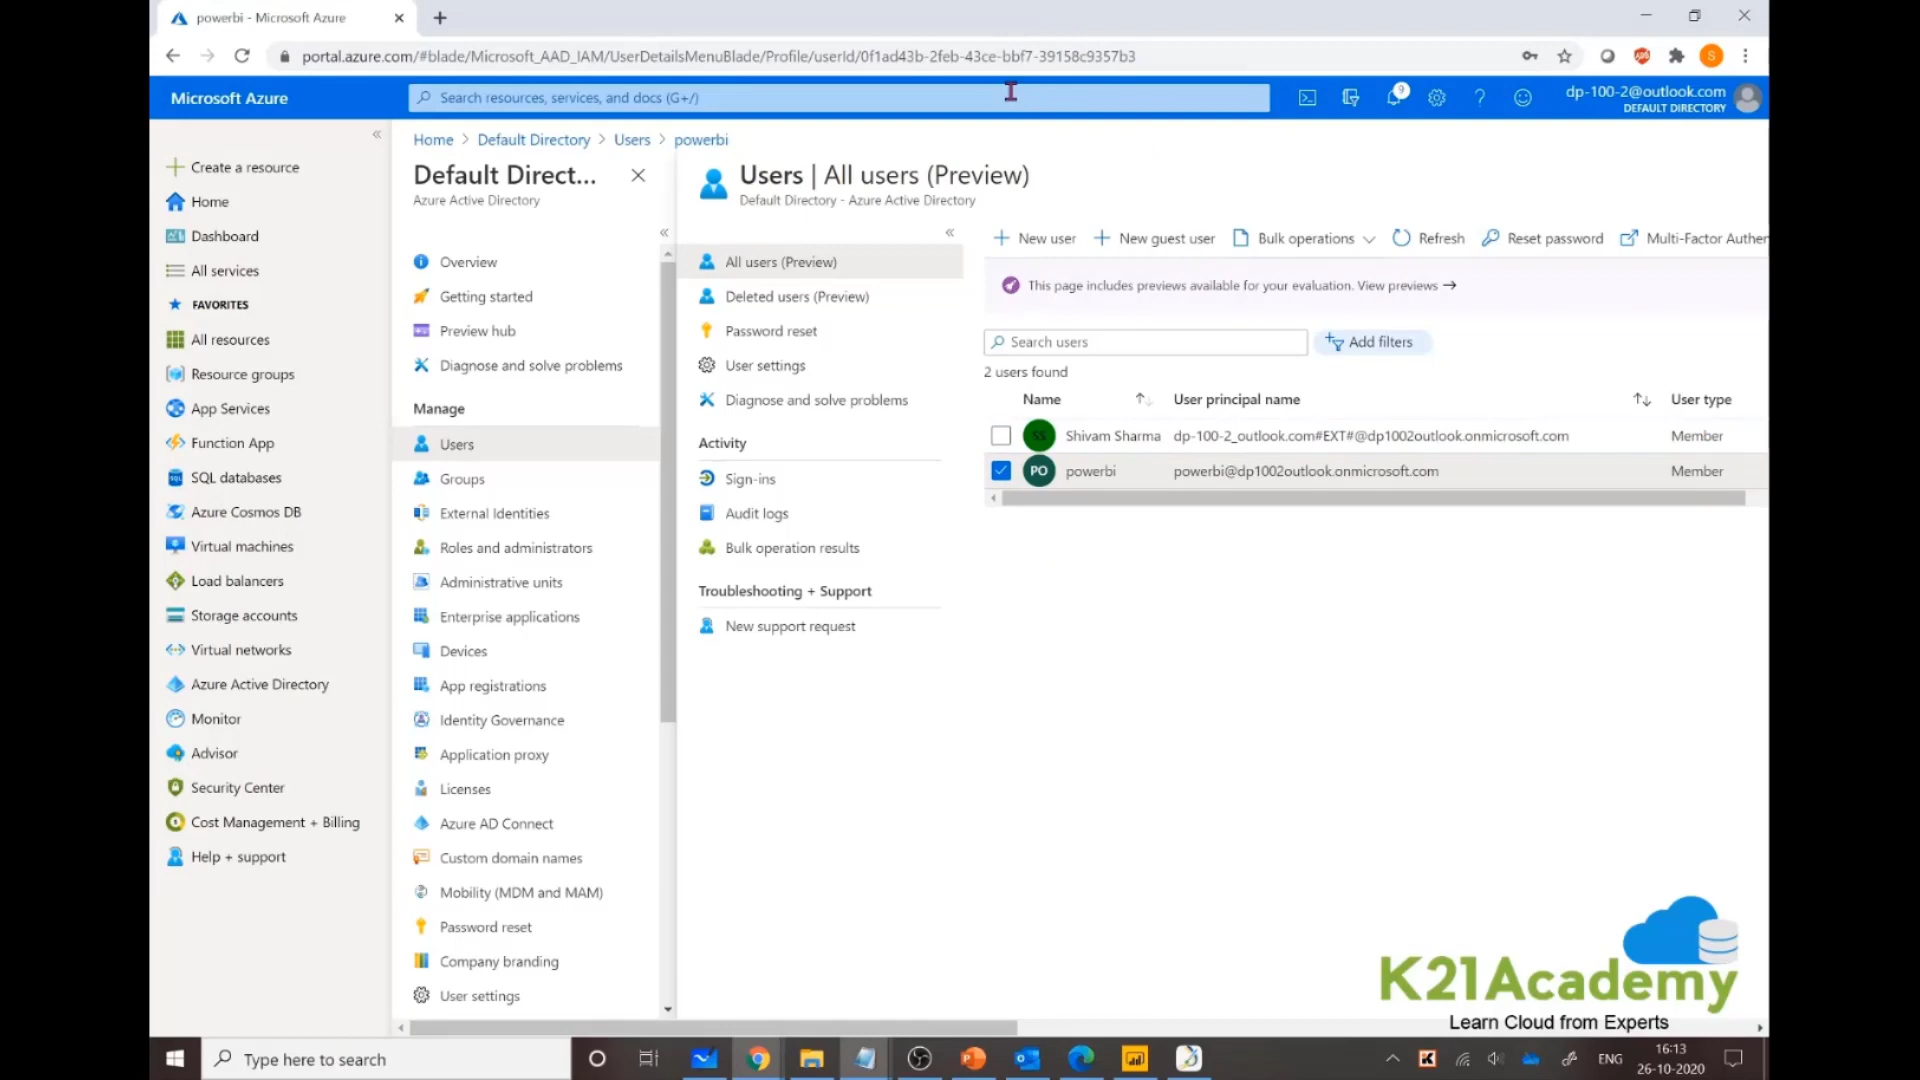 powerbi - Microsoft Azure
portal.azure.com/#blade/Microsoft_AAD_IAM/UserDetailsMenuBlade/Profile/userId/0f1ad43b-2feb-43ce-bbf7-39158c9357b3
S
Microsoft Azure
Search resources, services, and docs (G+/)
9
dp-100-2@outlook.com
DEFAULT DIRECTORY
Create a resource
Home
Dashboard
All services
FAVORITES
All resources
Resource groups
App Services
Function App
SQL databases
Azure Cosmos DB
Virtual machines
Load balancers
Storage accounts
Virtual networks
Azure Active Directory
Monitor
Advisor
Security Center
Cost Management + Billing
Help + support
Home > Default Directory > Users > powerbi
Default Direct...
Azure Active Directory
Overview
Getting started
Preview hub
Diagnose and solve problems
Manage
Users
Groups
External Identities
Roles and administrators
Administrative units
Enterprise applications
Devices
App registrations
Identity Governance
Application proxy
Licenses
Azure AD Connect
Custom domain names
Mobility (MDM and MAM)
Password reset
Company branding
User settings
Users | All users (Preview)
Default Directory - Azure Active Directory
All users (Preview)
Deleted users (Preview)
Password reset
User settings
Diagnose and solve problems
Activity
Sign-ins
Audit logs
Bulk operation results
Troubleshooting + Support
New support request
New user
New guest user
Bulk operations
Refresh
Reset password
Multi-Factor Authen
This page includes previews available for your evaluation. View previews →
Search users
Add filters
2 users found
Name
User principal name
User type
SS Shivam Sharma dp-100-2_outlook.com#EXT#@dp1002outlook.onmicrosoft.com Member
PO powerbi powerbi@dp1002outlook.onmicrosoft.com Member
K21Academy
Learn Cloud from Experts
Type here to search
ENG
16:13
26-10-2020